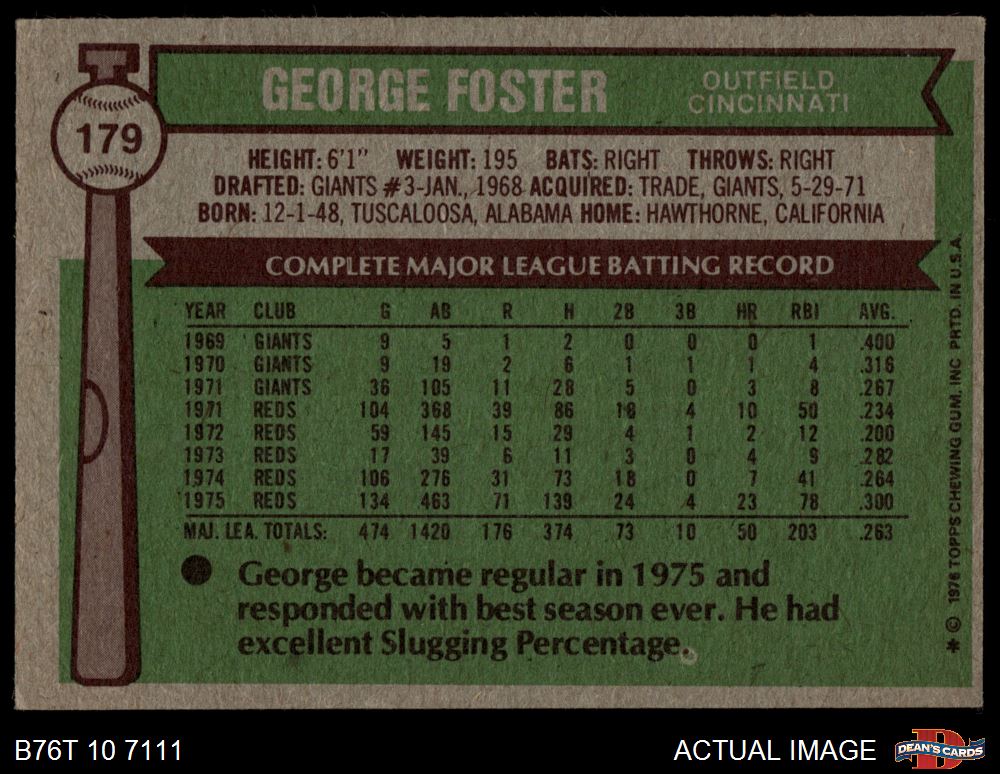 GEORGE FOSTER
OUTFIELD
CINCINNATI
179
HEIGHT: 6'1" WEIGHT: 195 BATS: RIGHT THROWS: RIGHT
DRAFTED: GIANTS #3-JAN., 1968 ACQUIRED: TRADE, GIANTS, 5-29-71
BORN: 12-1-48, TUSCALOOSA, ALABAMA HOME: HAWTHORNE, CALIFORNIA
COMPLETE MAJOR LEAGUE BATTING RECORD
YEAR CLUB G AB R H 2B 3B HR RBI AVG.
1969 GIANTS 9 5 1 2 0 0 0 1 .400
1970 GIANTS 9 19 2 6 1 1 1 4 .316
1971 GIANTS 36 105 11 28 5 0 3 8 .267
1971 REDS 104 368 39 86 18 4 10 50 .234
1972 REDS 59 145 15 29 4 1 2 12 .200
1973 REDS 17 39 6 11 3 0 4 9 .282
1974 REDS 106 276 31 73 18 0 7 41 .264
1975 REDS 134 463 71 139 24 4 23 78 .300
MAJ. LEA. TOTALS: 474 1420 176 374 73 10 50 203 .263
George became regular in 1975 and
responded with best season ever. He had
excellent Slugging Percentage.
* © 1976 TOPPS CHEWING GUM, INC PRTD. IN U.S.A.
B76T 10 7111
ACTUAL IMAGE
DEAN'S CARDS